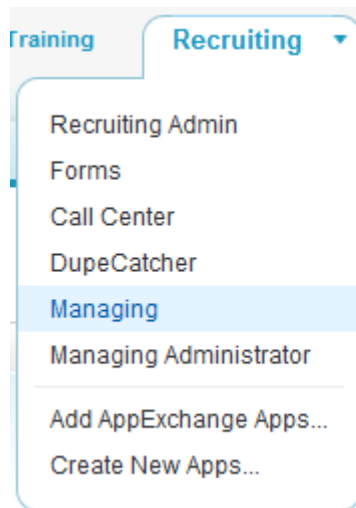 Training Recruiting
Recruiting Admin
Forms
Call Center
DupeCatcher
Managing
Managing Administrator
Add AppExchange Apps...
Create New Apps...